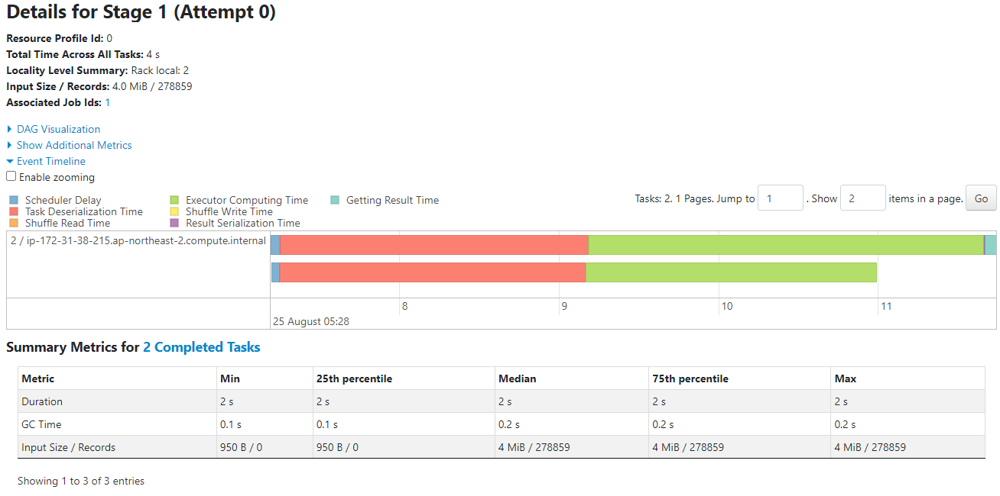 Details for Stage 1 (Attempt 0)
Resource Profile Id: 0
Total Time Across All Tasks: 4 s
Locality Level Summary: Rack local: 2
Input Size / Records: 4.0 MiB / 278859
Associated Job Ids: 1
DAG Visualization
Show Additional Metrics
Event Timeline
Enable zooming
Scheduler Delay
Task Deserialization Time
Shuffle Read Time
Executor Computing Time
Shuffle Write Time
Result Serialization Time
Getting Result Time
Tasks: 2. 1 Pages. Jump to 1 . Show 2 items in a page. Go
2 / ip-172-31-38-215.ap-northeast-2.compute.internal
8 9 10 11
25 August 05:28
Summary Metrics for 2 Completed Tasks
Metric Min 25th percentile Median 75th percentile Max
Duration 2 s 2 s 2 s 2 s 2 s
GC Time 0.1 s 0.1 s 0.2 s 0.2 s 0.2 s
Input Size / Records 950 B / 0 950 B / 0 4 MiB / 278859 4 MiB / 278859 4 MiB / 278859
Showing 1 to 3 of 3 entries